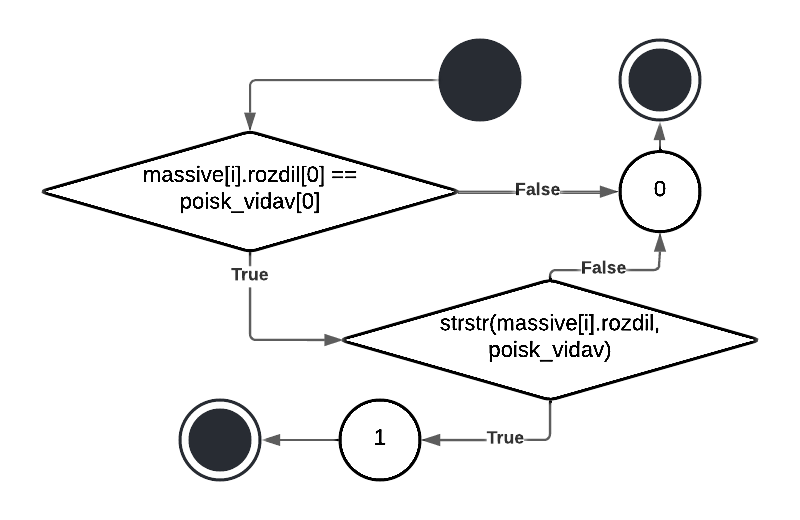 massive[i].rozdil[0] ==
poisk_vidav[0]
False
0
True
False
strstr(massive[i].rozdil,
poisk_vidav)
1
True